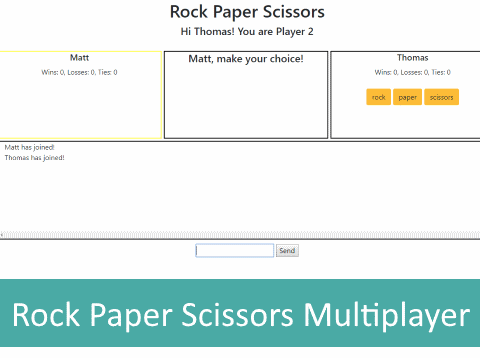 Rock Paper Scissors
Hi Thomas! You are Player 2
Matt
Wins: 0, Losses: 0, Ties: 0
Matt, make your choice!
Thomas
Wins: 0, Losses: 0, Ties: 0
rock paper scissors
Matt has joined!
Thomas has joined!
Send
Rock Paper Scissors Multiplayer